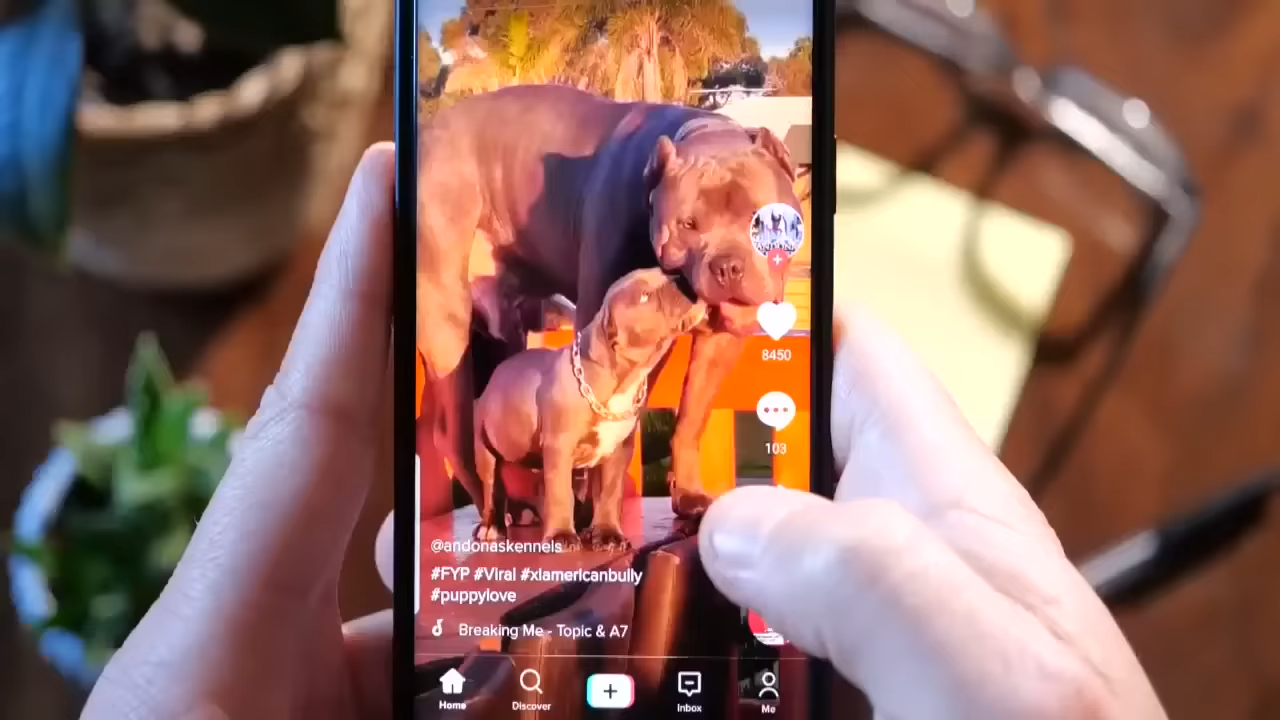 8450
103
@andonaskennels
#FYP #Viral #xlamericanbully
#puppylove
Breaking Me - Topic & A7
Home
Discover
Inbox
Me